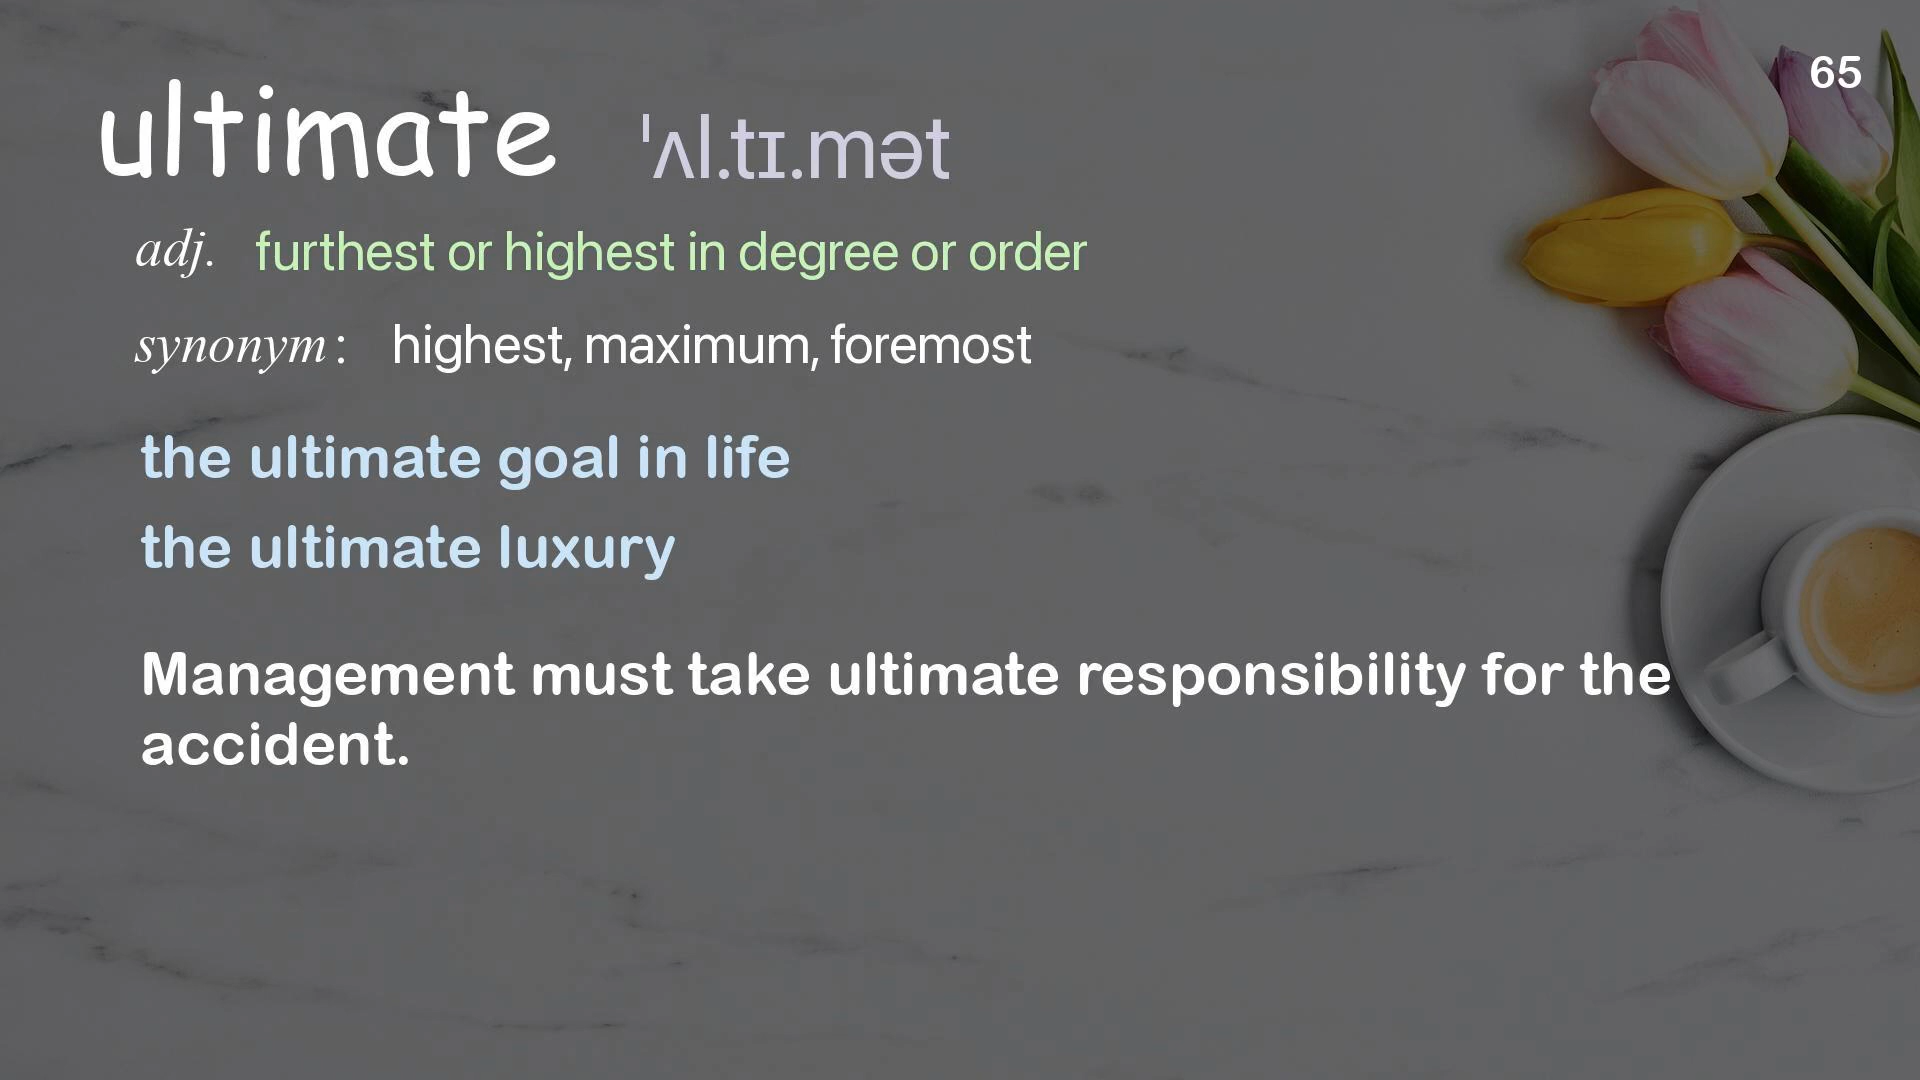 65
ultimate ˈʌl.tɪ.mət
adj. furthest or highest in degree or order
synonym : highest, maximum, foremost
the ultimate goal in life
the ultimate luxury
Management must take ultimate responsibility for the
accident.